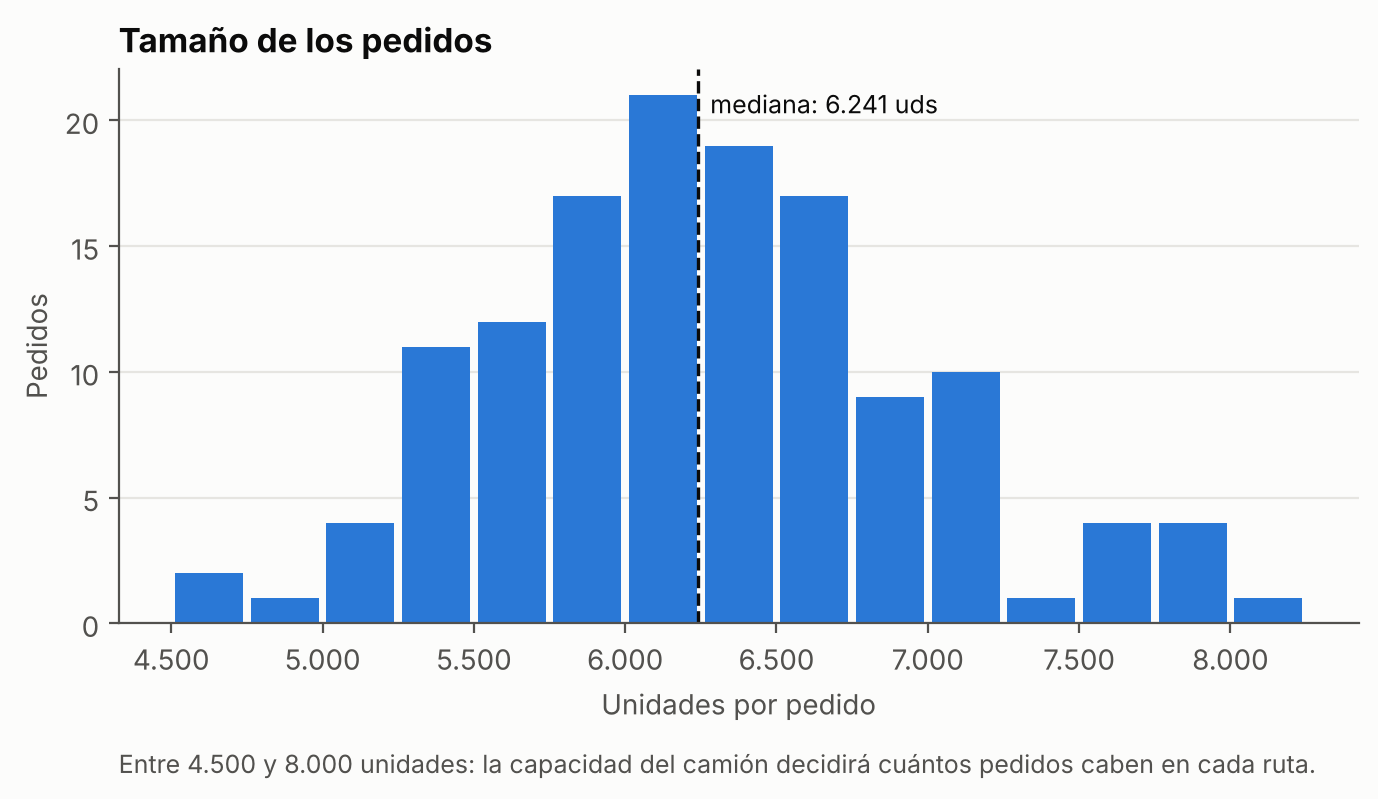 Tamaño de los pedidos
mediana: 6.241 uds
20
15
10
5
0
Pedidos
4.500 5.000 5.500 6.000 6.500 7.000 7.500 8.000
Unidades por pedido
Entre 4.500 y 8.000 unidades: la capacidad del camión decidirá cuántos pedidos caben en cada ruta.